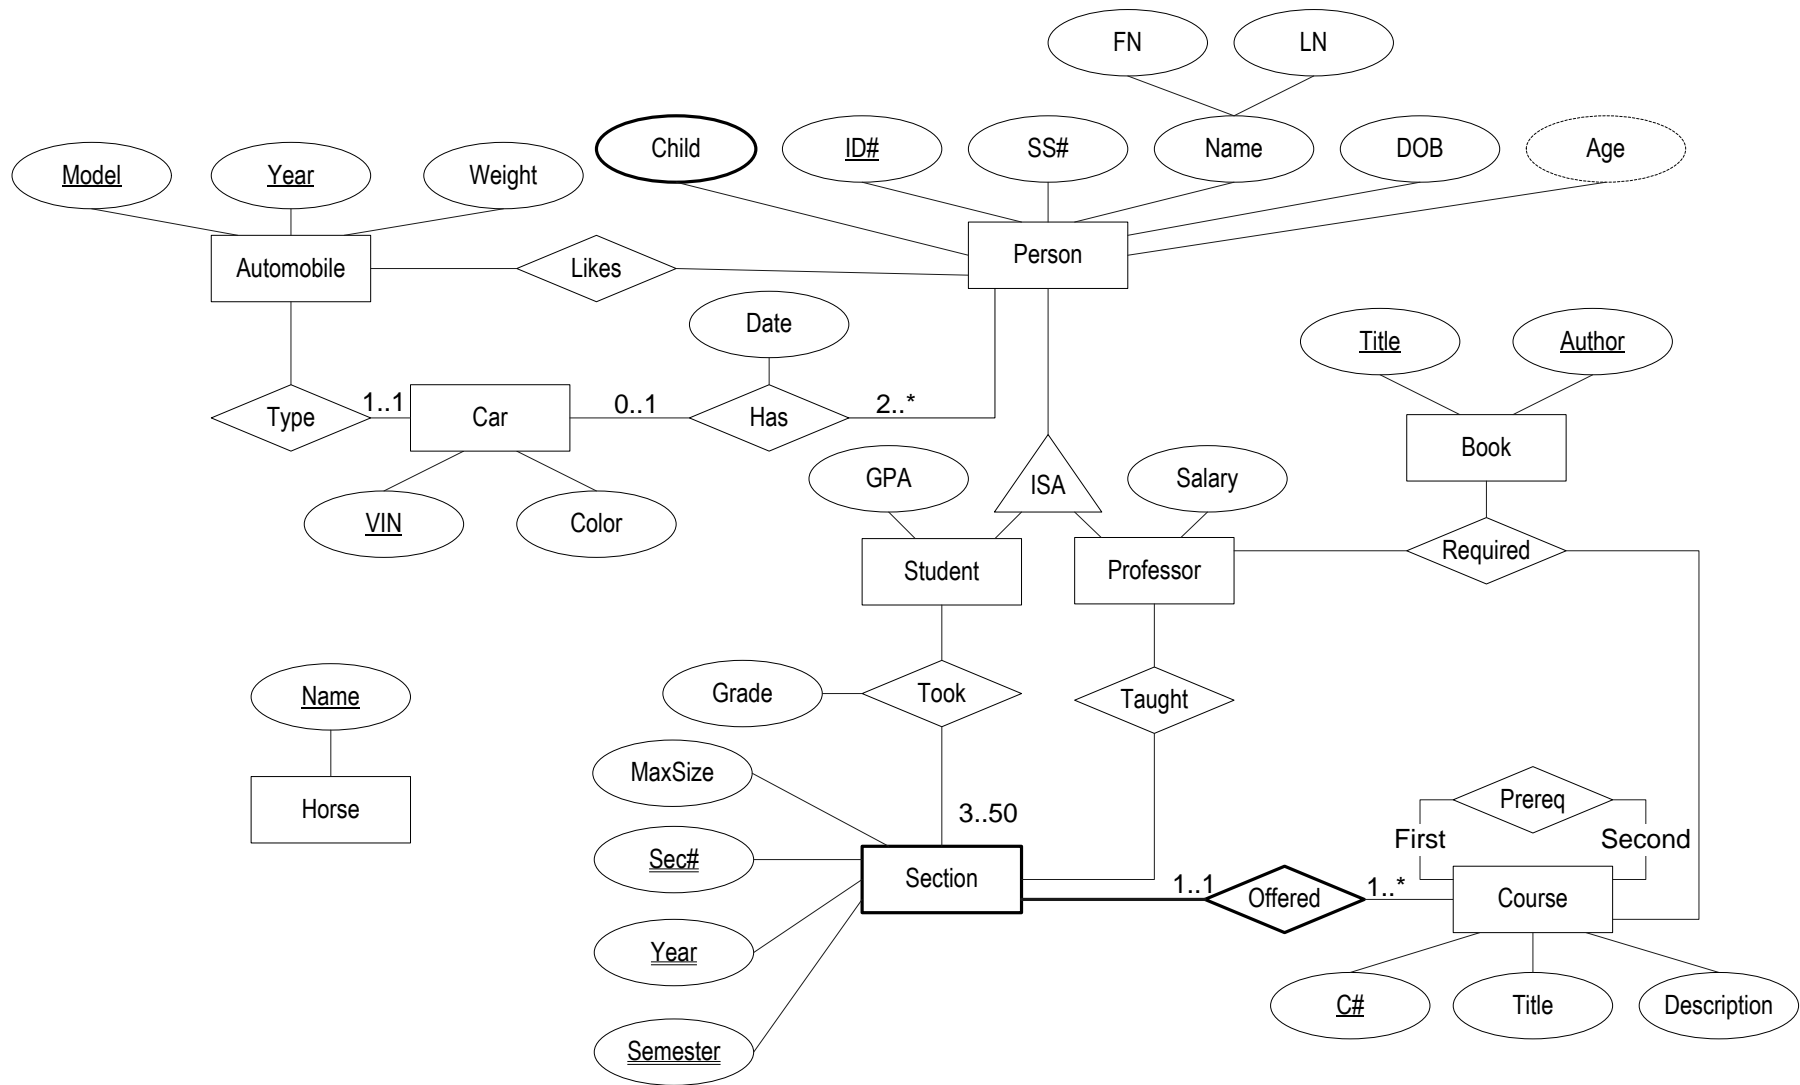 FN
LN
Child
ID#
SS#
Name
DOB
Age
Model
Year
Weight
Automobile
Likes
Person
Date
Title
Author
Type
1..1
Car
0..1
Has
2..*
Book
GPA
ISA
Salary
VIN
Color
Student
Professor
Required
Name
Grade
Took
Taught
MaxSize
Horse
3..50
Prereq
First
Second
Sec#
Section
1..1
Offered
1..*
Course
Year
C#
Title
Description
Semester